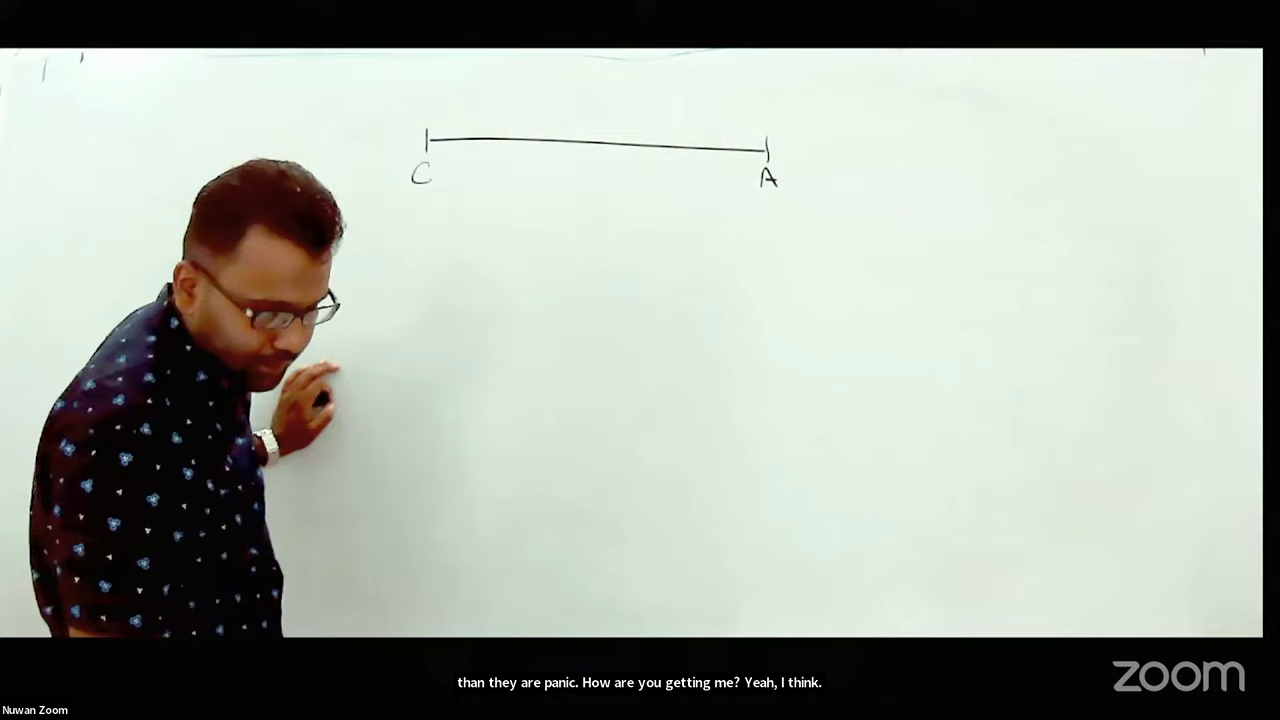 C A
than they are panic. How are you getting me? Yeah, I think.
zoom
Nuwan Zoom